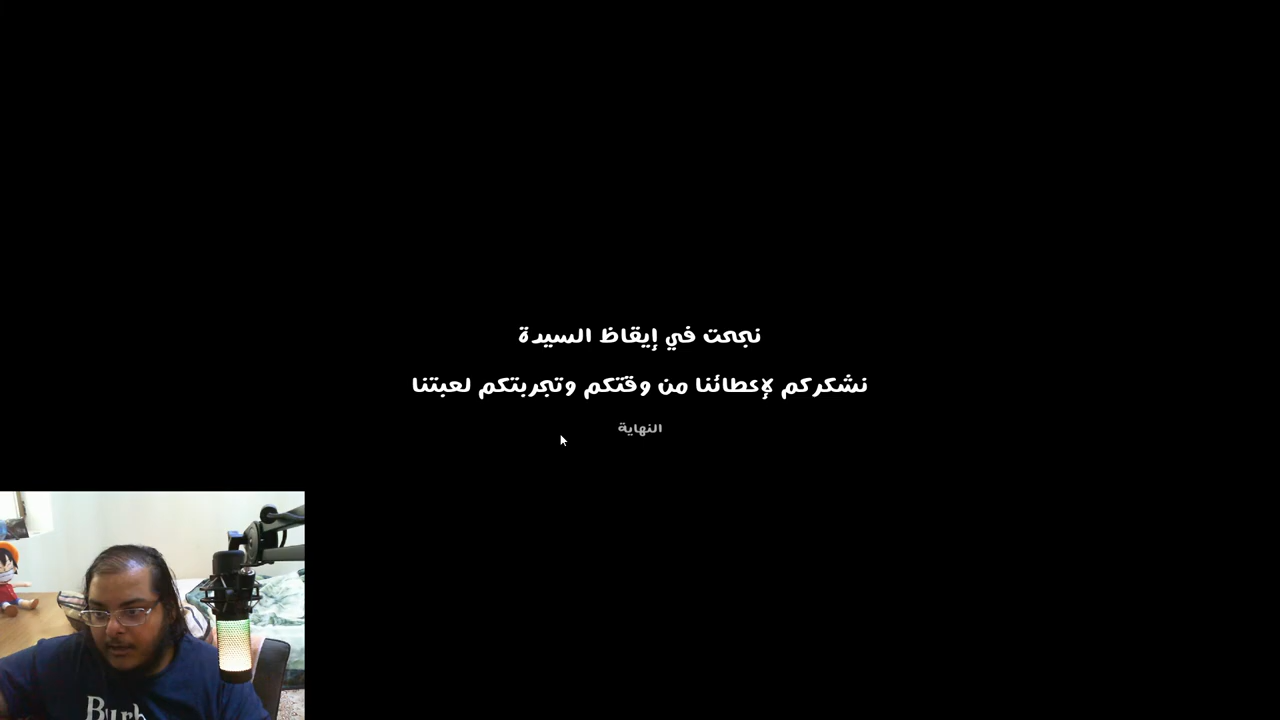 نجحت في إيقاظ السيدة
نشكركم لإعطائنا من وقتكم وتجربتكم لعبتنا
النهاية